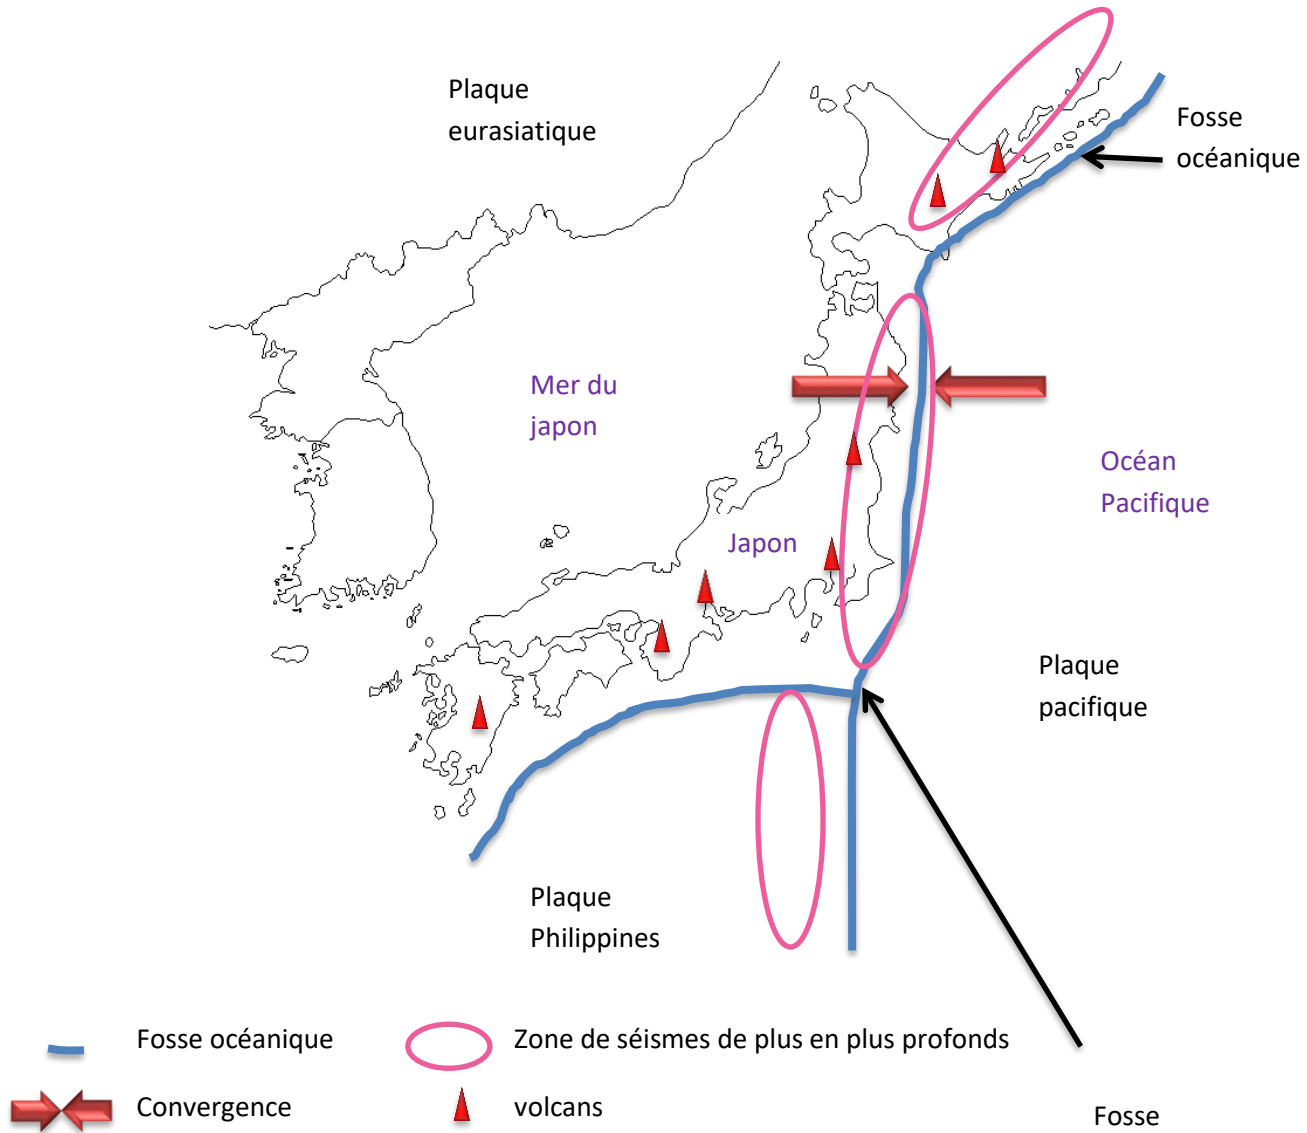 Plaque
eurasiatique
Fosse
océanique
Mer du
japon
Océan
Pacifique
Japon
Plaque
pacifique
Plaque
Philippines
Fosse océanique
Zone de séismes de plus en plus profonds
Convergence
volcans
Fosse